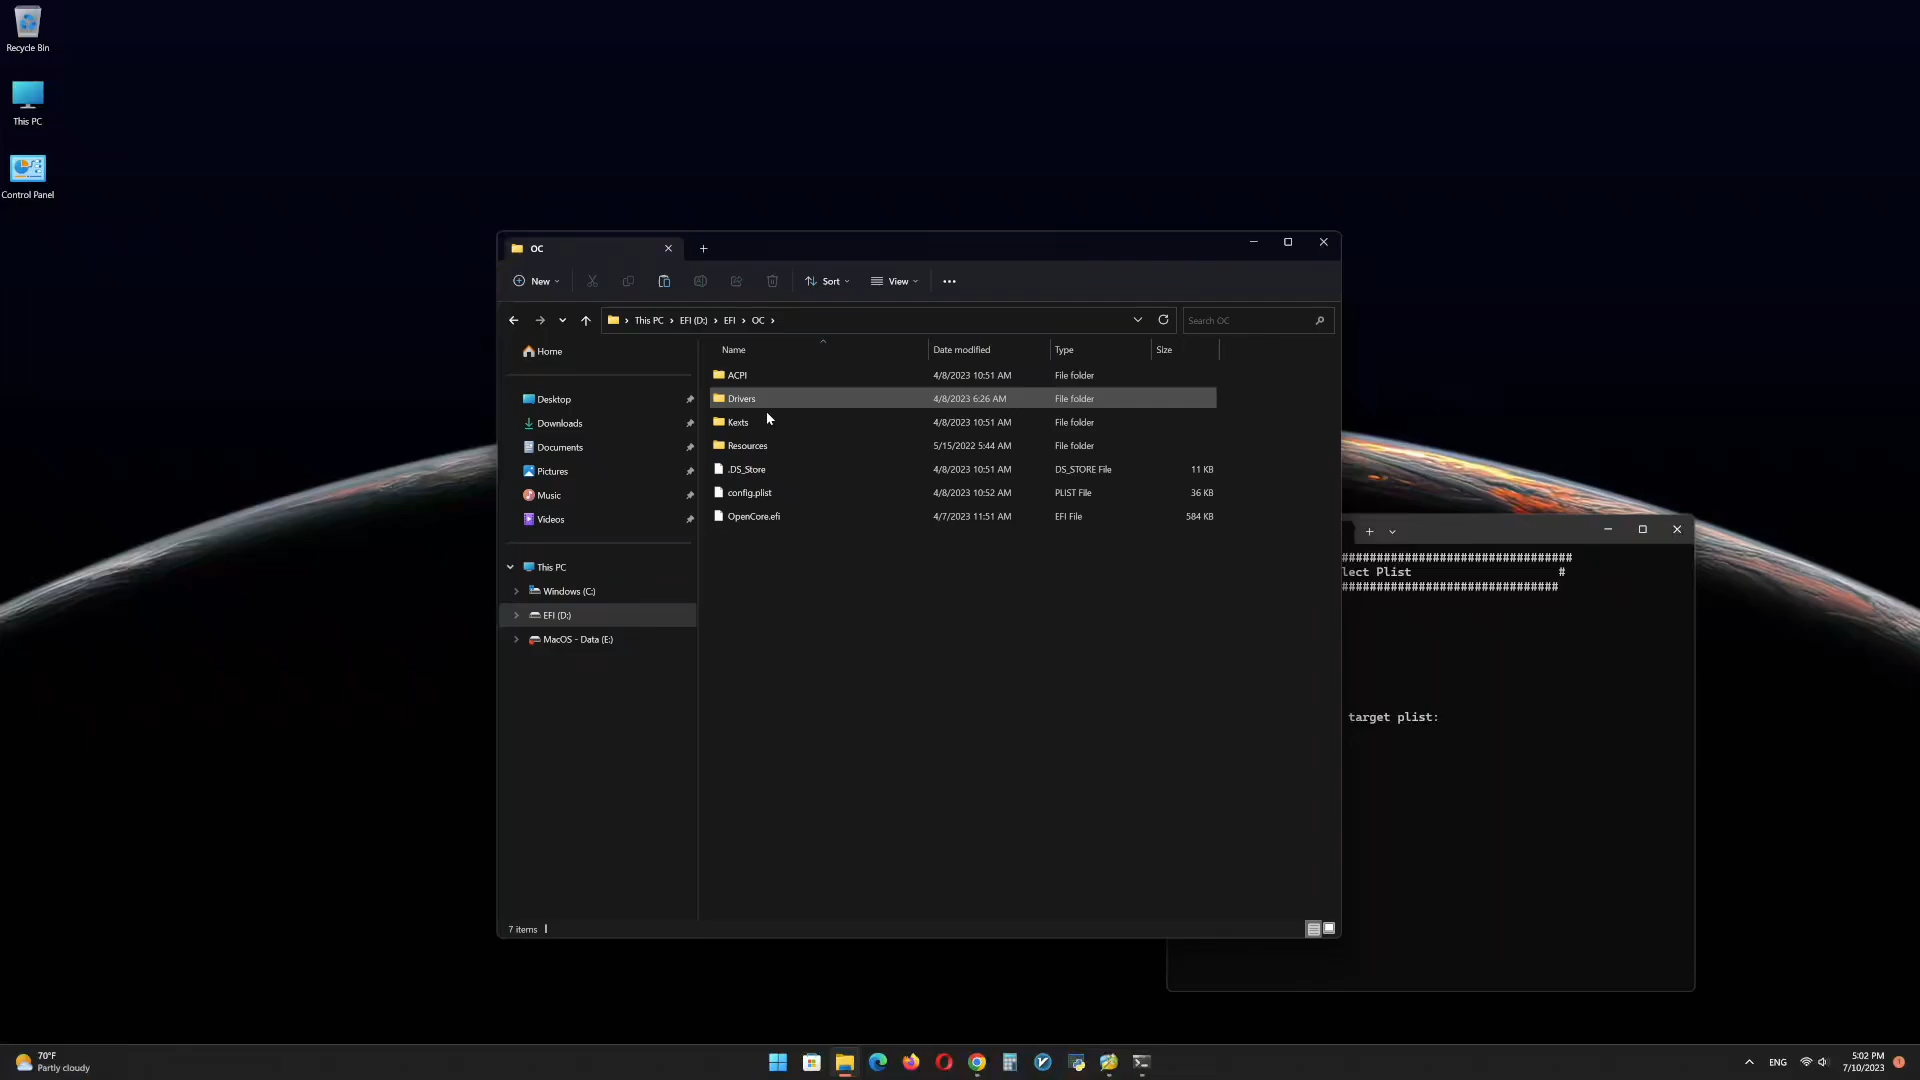 Recycle Bin
This PC
Control Panel
OC
New
Sort
View
This PC
EFI (D:)
EFI
OC
Search OC
Home
Desktop
Downloads
Documents
Pictures
Music
Videos
This PC
Windows (C:)
EFI (D:)
MacOS - Data (E:)
Name Date modified Type Size
ACPI 4/8/2023 10:51 AM File folder
Drivers 4/8/2023 6:26 AM File folder
Kexts 4/8/2023 10:51 AM File folder
Resources 5/15/2022 5:44 AM File folder
.DS_Store 4/8/2023 10:51 AM DS_STORE File 11 KB
config.plist 4/8/2023 10:52 AM PLIST File 36 KB
OpenCore.efi 4/7/2023 11:51 AM EFI File 584 KB
7 items
#################################
lect Plist #
###############################
target plist:
70°F
Partly cloudy
ENG
5:02 PM
7/10/2023